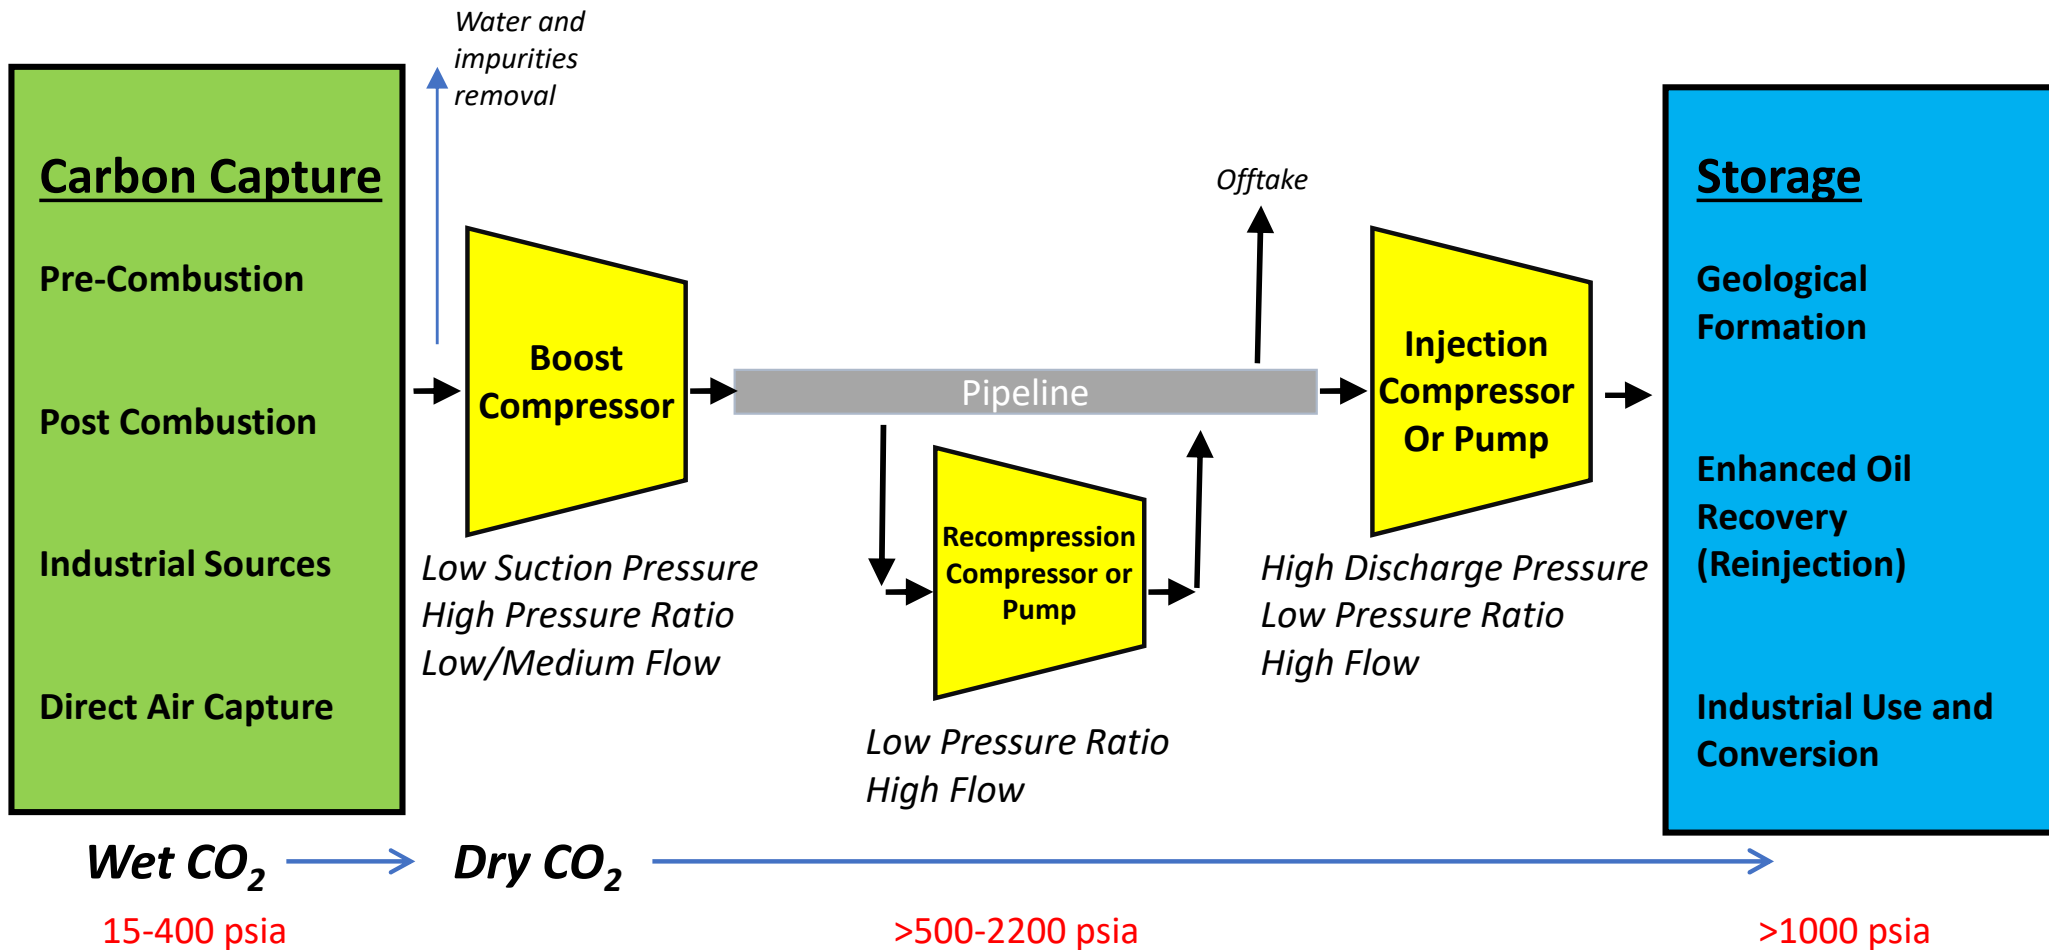 Water and
impurities
removal
Carbon Capture
Pre-Combustion
Post Combustion
Industrial Sources
Direct Air Capture
Boost
Compressor
Low Suction Pressure
High Pressure Ratio
Low/Medium Flow
Pipeline
Offtake
Recompression
Compressor or
Pump
Low Pressure Ratio
High Flow
Injection
Compressor
Or Pump
High Discharge Pressure
Low Pressure Ratio
High Flow
Storage
Geological
Formation
Enhanced Oil
Recovery
(Reinjection)
Industrial Use and
Conversion
Wet CO₂
Dry CO₂
15-400 psia
>500-2200 psia
>1000 psia